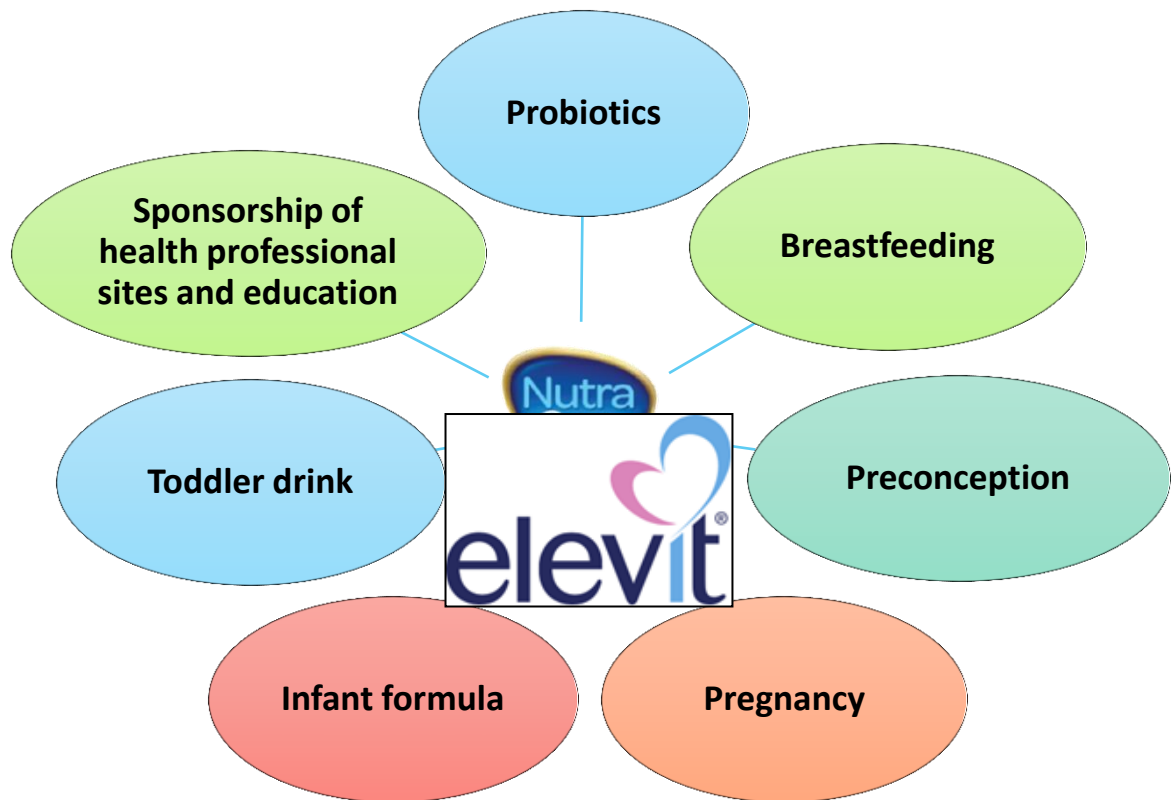 Probiotics
Sponsorship of
health professional
sites and education
Breastfeeding
Nutra
Toddler drink
elevit®
Preconception
Infant formula
Pregnancy